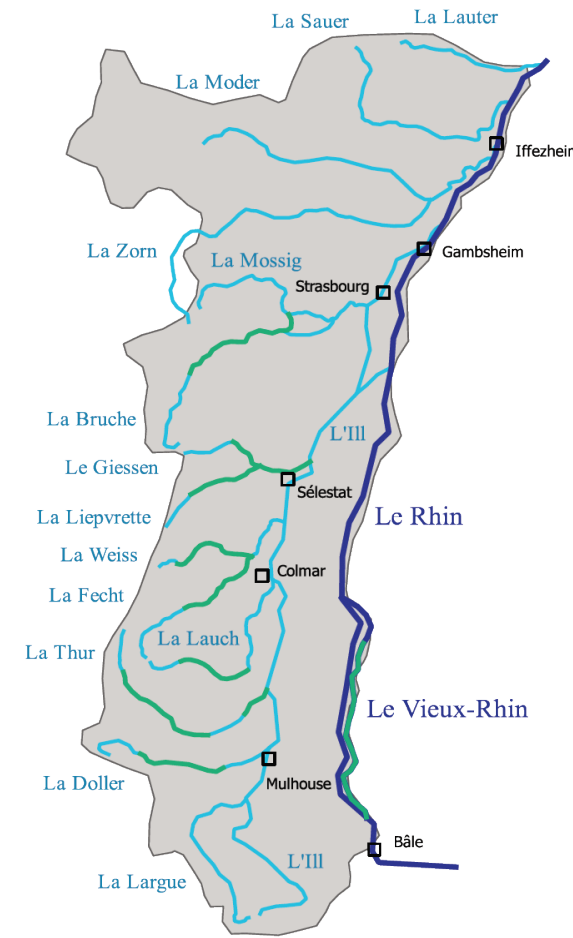 La Sauer
La Lauter
La Moder
Iffezheir
La Zorn
La Mossig
Gambsheim
Strasbourg
La Bruche
L'Ill
Le Giessen
Sélestat
La Liepvrette
Le Rhin
La Weiss
Colmar
La Fecht
La Lauch
La Thur
Le Vieux-Rhin
La Doller
Mulhouse
Bâle
L'Ill
La Largue